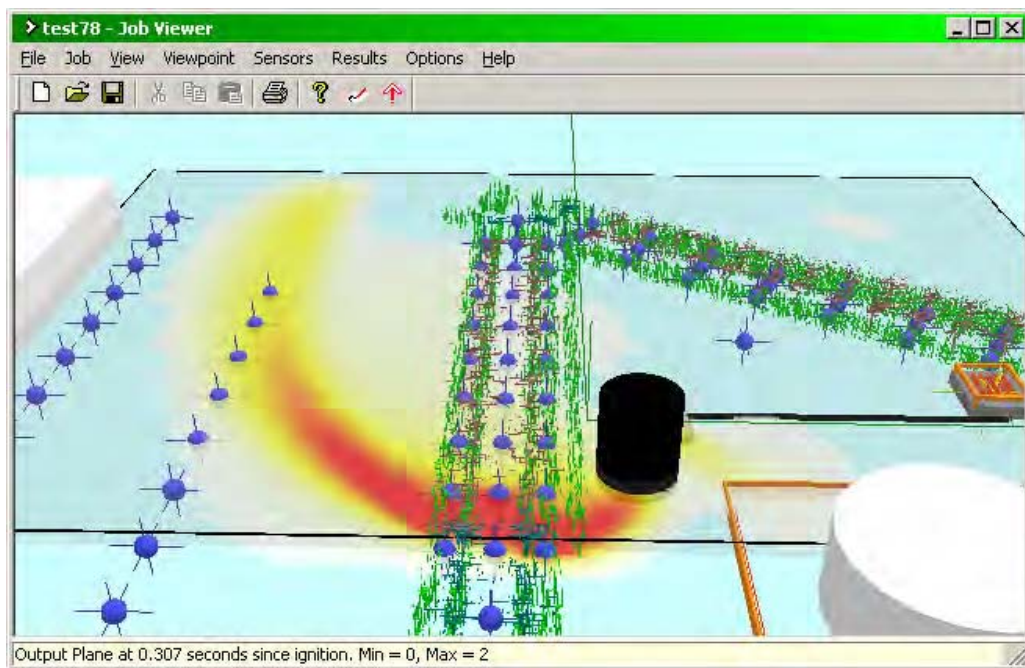 test78 - Job Viewer
File Job View Viewpoint Sensors Results Options Help
Output Plane at 0.307 seconds since ignition. Min = 0, Max = 2